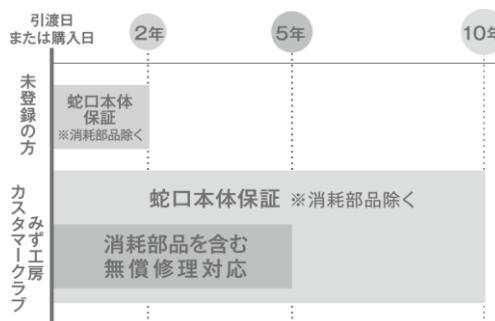 引渡日
または購入日
2年
5年
10年
未登録の方
蛇口本体
保証
※消耗部品除く
みず工房
カスタマークラブ
蛇口本体保証 ※消耗部品除く
消耗部品を含む
無償修理対応